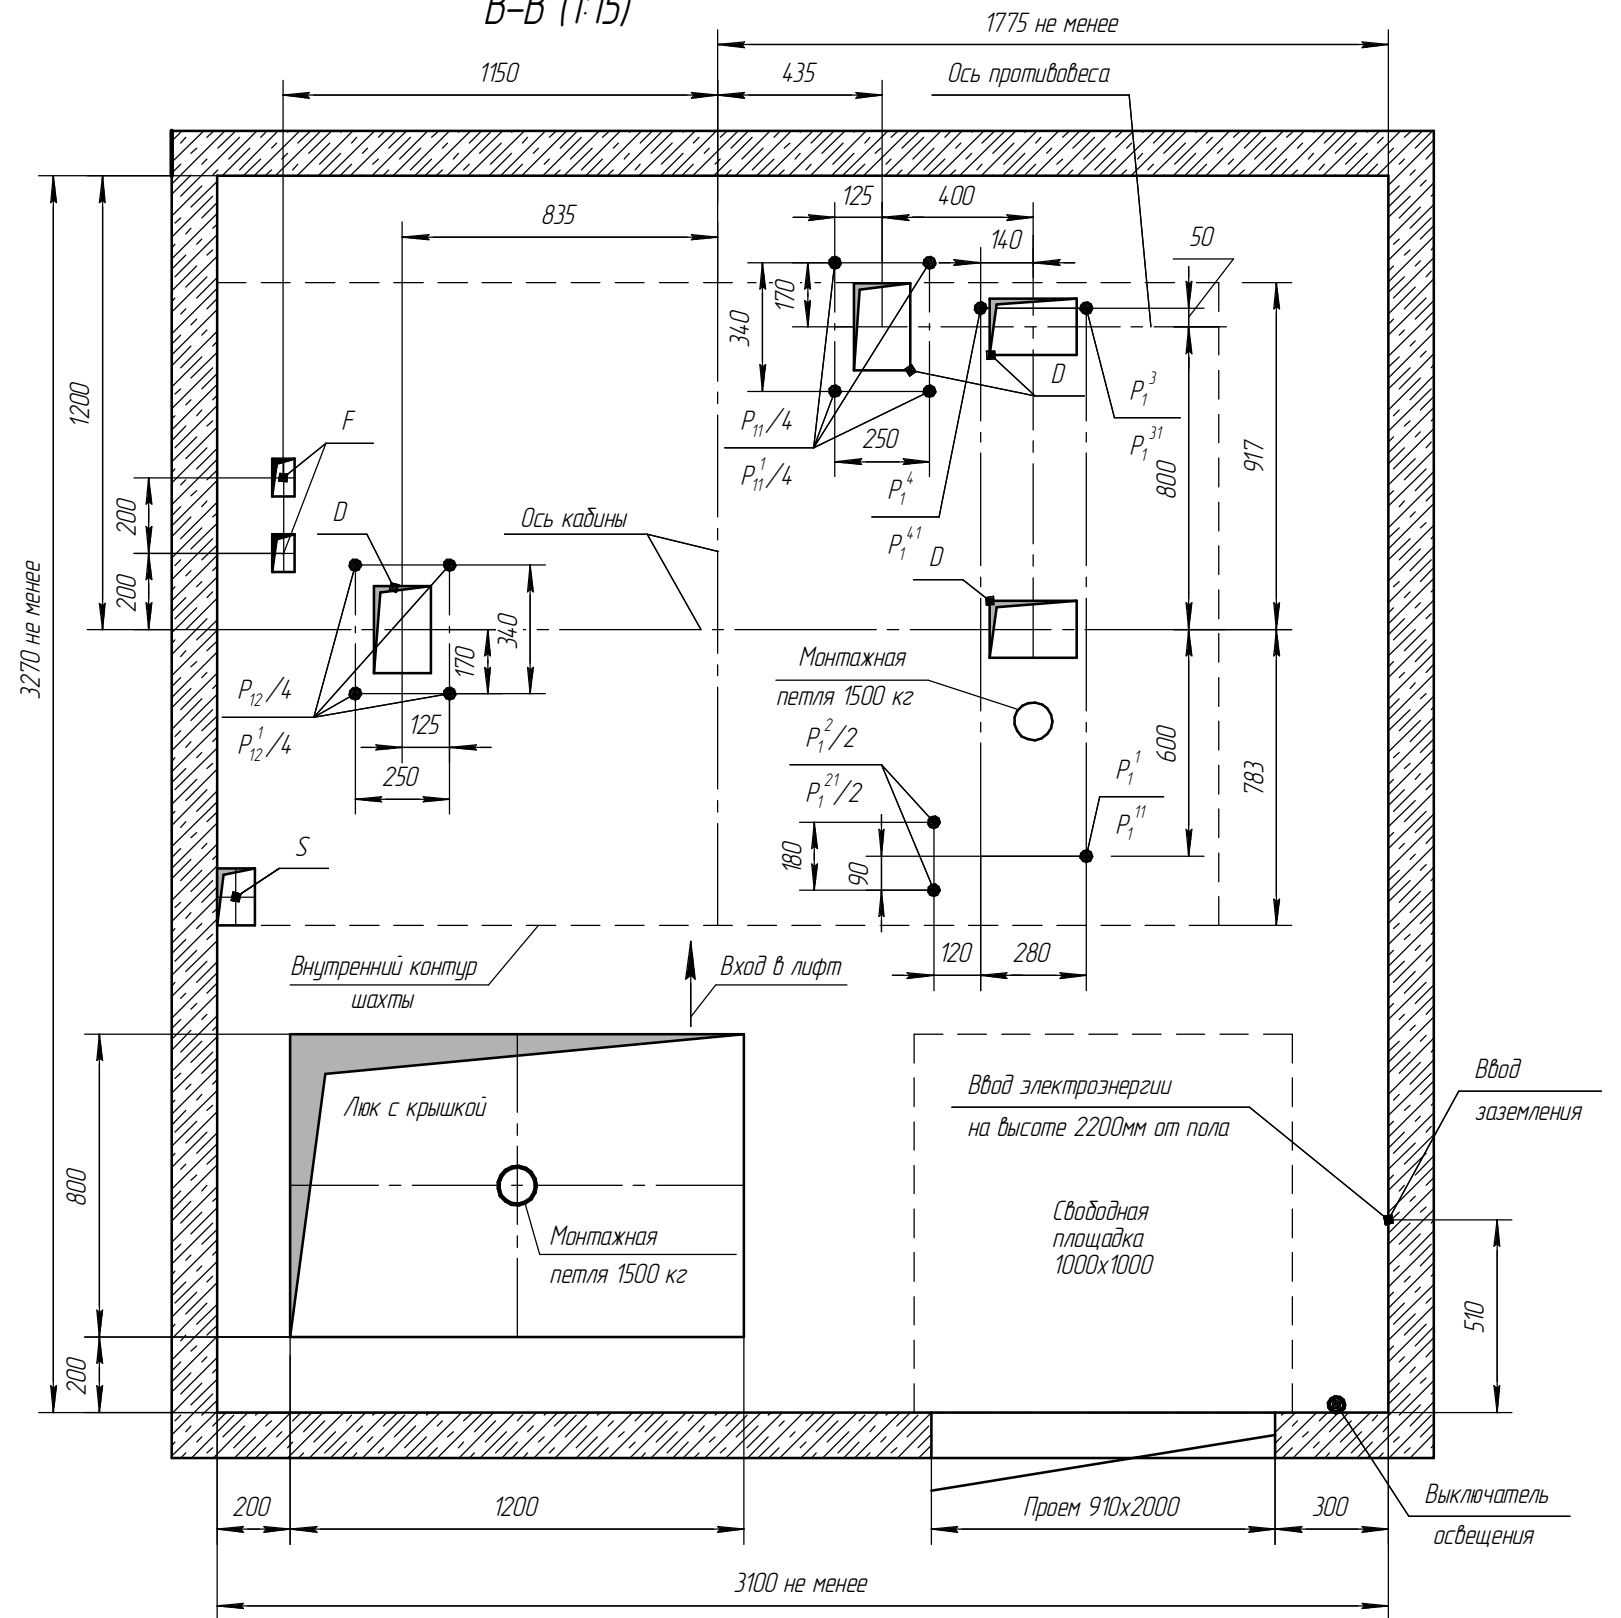 В-В (1:15)
1775 не менее
1150
435
Ось противовеса
125
400
835
140
50
340
170
1200
F
D
P₁³
P₁³¹
P₁₁/4
P₁₁¹/4
250
P₁⁴
P₁⁴¹
800
917
200
D
Ось кабины
D
200
3270 не менее
340
170
Монтажная
петля 1500 кг
P₁₂/4
P₁₂¹/4
125
250
P₁²/2
P₁²¹/2
600
783
P₁¹
P₁¹¹
S
180
90
Внутренний контур
шахты
Вход в лифт
120
280
Люк с крышкой
Ввод электроэнергии
на высоте 2200мм от пола
Ввод
заземления
800
Монтажная
петля 1500 кг
Свободная
площадка
1000х1000
510
200
200
1200
Проем 910х2000
300
Выключатель
освещения
3100 не менее